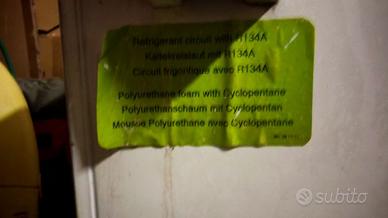 Refrigerant circuit with R134A
Kaltekreislauf mit R134A
Circuit frigorifique avec R134A
Polyurethane foam with Cyclopentane
Polyurethanschaum mit Cyclopentan
Mousse Polyurethane avec Cyclopentane
subito